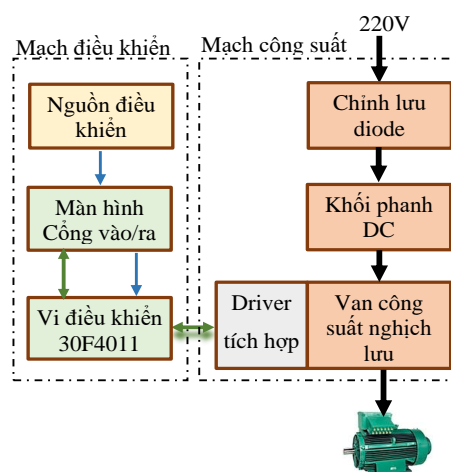 220V
Mạch điều khiển
Mạch công suất
Nguồn điều
khiển
Chỉnh lưu
diode
Màn hình
Cổng vào/ra
Khối phanh
DC
Vi điều khiển
30F4011
Driver
tích hợp
Van công
suất nghịch
lưu